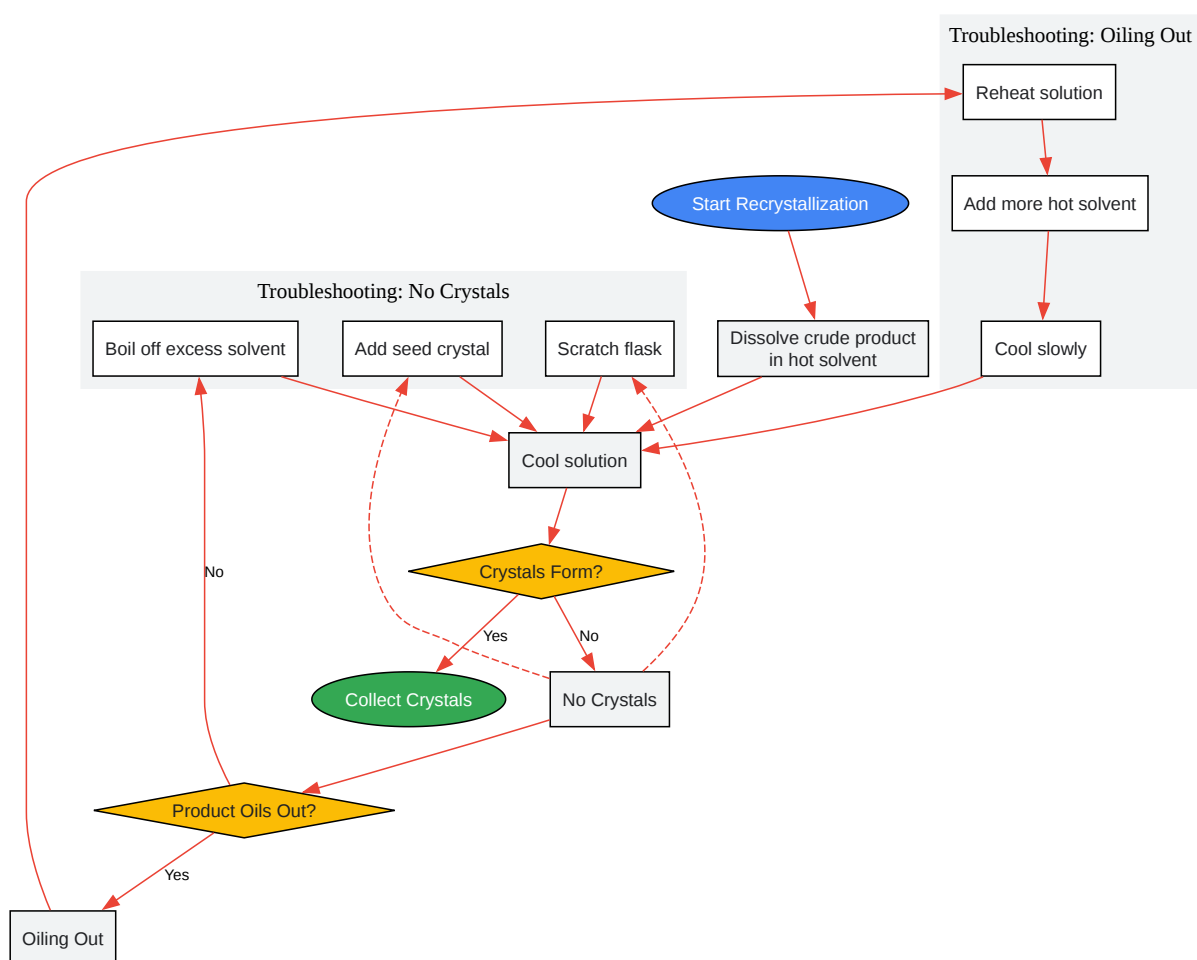 Troubleshooting: Oiling Out
Reheat solution
Start Recrystallization
Add more hot solvent
Troubleshooting: No Crystals
Boil off excess solvent
Add seed crystal
Scratch flask
Dissolve crude product
in hot solvent
Cool slowly
Cool solution
Crystals Form?
No
Yes
No
Collect Crystals
No Crystals
Product Oils Out?
Yes
Oiling Out